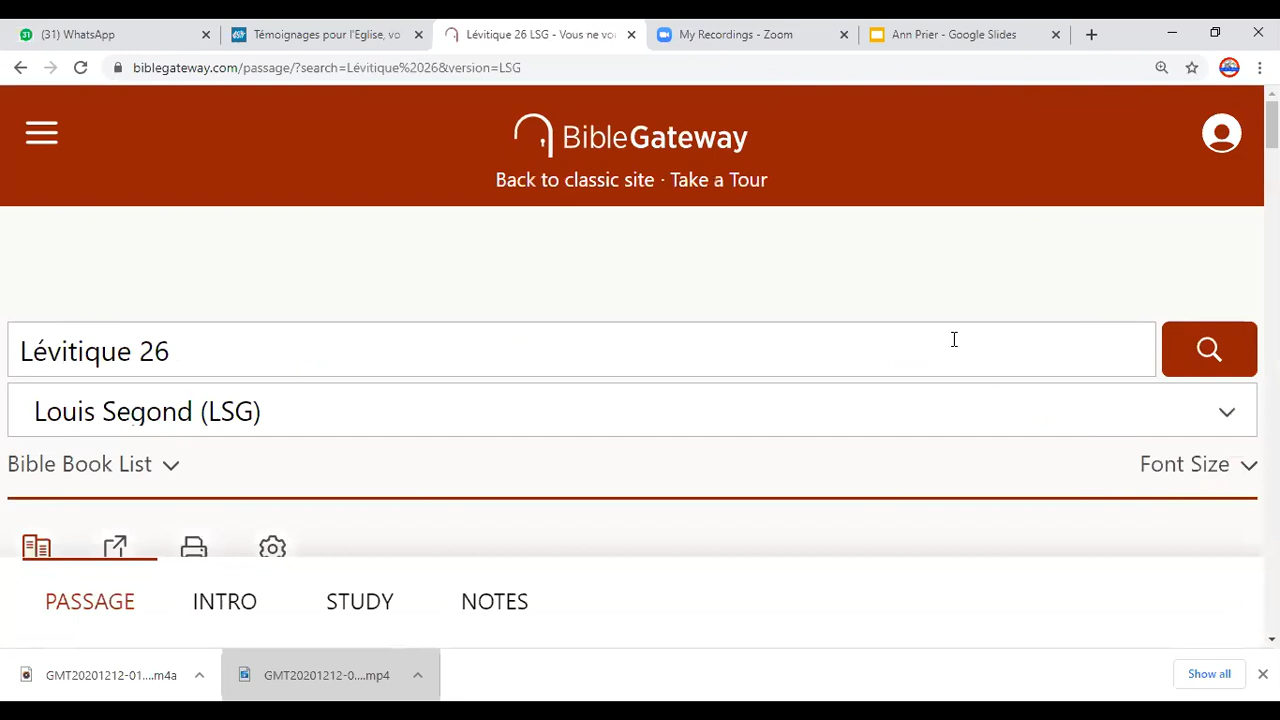 (31) WhatsApp
Témoignages pour l'Eglise, vo
Lévitique 26 LSG - Vous ne vo
My Recordings - Zoom
Ann Prier - Google Slides
biblegateway.com/passage/?search=Lévitique%2026&version=LSG
BibleGateway
Back to classic site · Take a Tour
Lévitique 26
Louis Segond (LSG)
Bible Book List
Font Size
PASSAGE INTRO STUDY NOTES
GMT20201212-01....m4a
GMT20201212-0....mp4
Show all